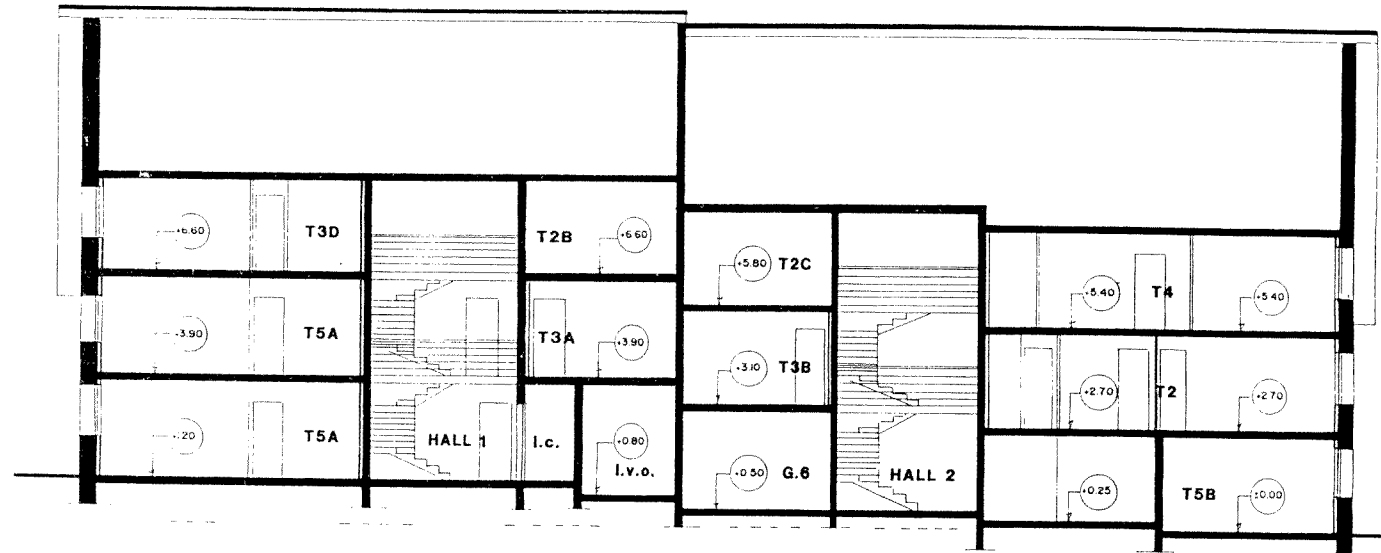 +6.60 T3D T2B +6.60
+5.80 T2C
+5.40 T4 +5.40
+3.90 T5A T3A +3.90
+3.10 T3B
+2.70 T2 +2.70
T5A HALL 1 l.c. +0.80
l.v.o.
+0.50 G.6 HALL 2
+0.25 T5B ±0.00